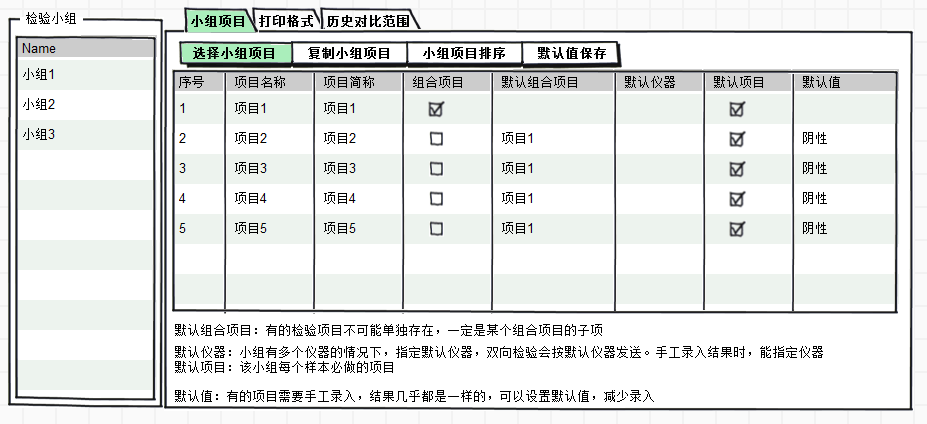 检验小组
Name
小组1
小组2
小组3
小组项目 打印格式 历史对比范围
选择小组项目 复制小组项目 小组项目排序 默认值保存
序号 项目名称 项目简称 组合项目 默认组合项目 默认仪器 默认项目 默认值
1 项目1 项目1
2 项目2 项目2 项目1 阴性
3 项目3 项目3 项目1 阴性
4 项目4 项目4 项目1 阴性
5 项目5 项目5 项目1 阴性
默认组合项目：有的检验项目不可能单独存在，一定是某个组合项目的子项
默认仪器：小组有多个仪器的情况下，指定默认仪器，双向检验会按默认仪器发送。手工录入结果时，能指定仪器
默认项目：该小组每个样本必做的项目
默认值：有的项目需要手工录入，结果几乎都是一样的，可以设置默认值，减少录入